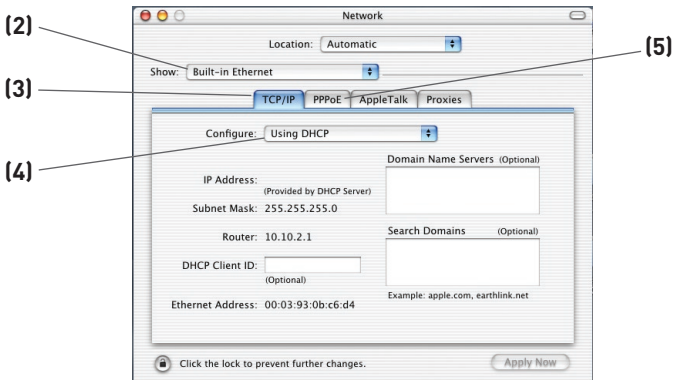 Network
(2)
Location: Automatic
(5)
Show: Built-in Ethernet
(3)
TCP/IP PPPoE AppleTalk Proxies
Configure: Using DHCP
(4)
Domain Name Servers (Optional)
IP Address:
(Provided by DHCP Server)
Subnet Mask: 255.255.255.0
Router: 10.10.2.1
Search Domains (Optional)
DHCP Client ID:
(Optional)
Example: apple.com, earthlink.net
Ethernet Address: 00:03:93:0b:c6:d4
Click the lock to prevent further changes.
Apply Now